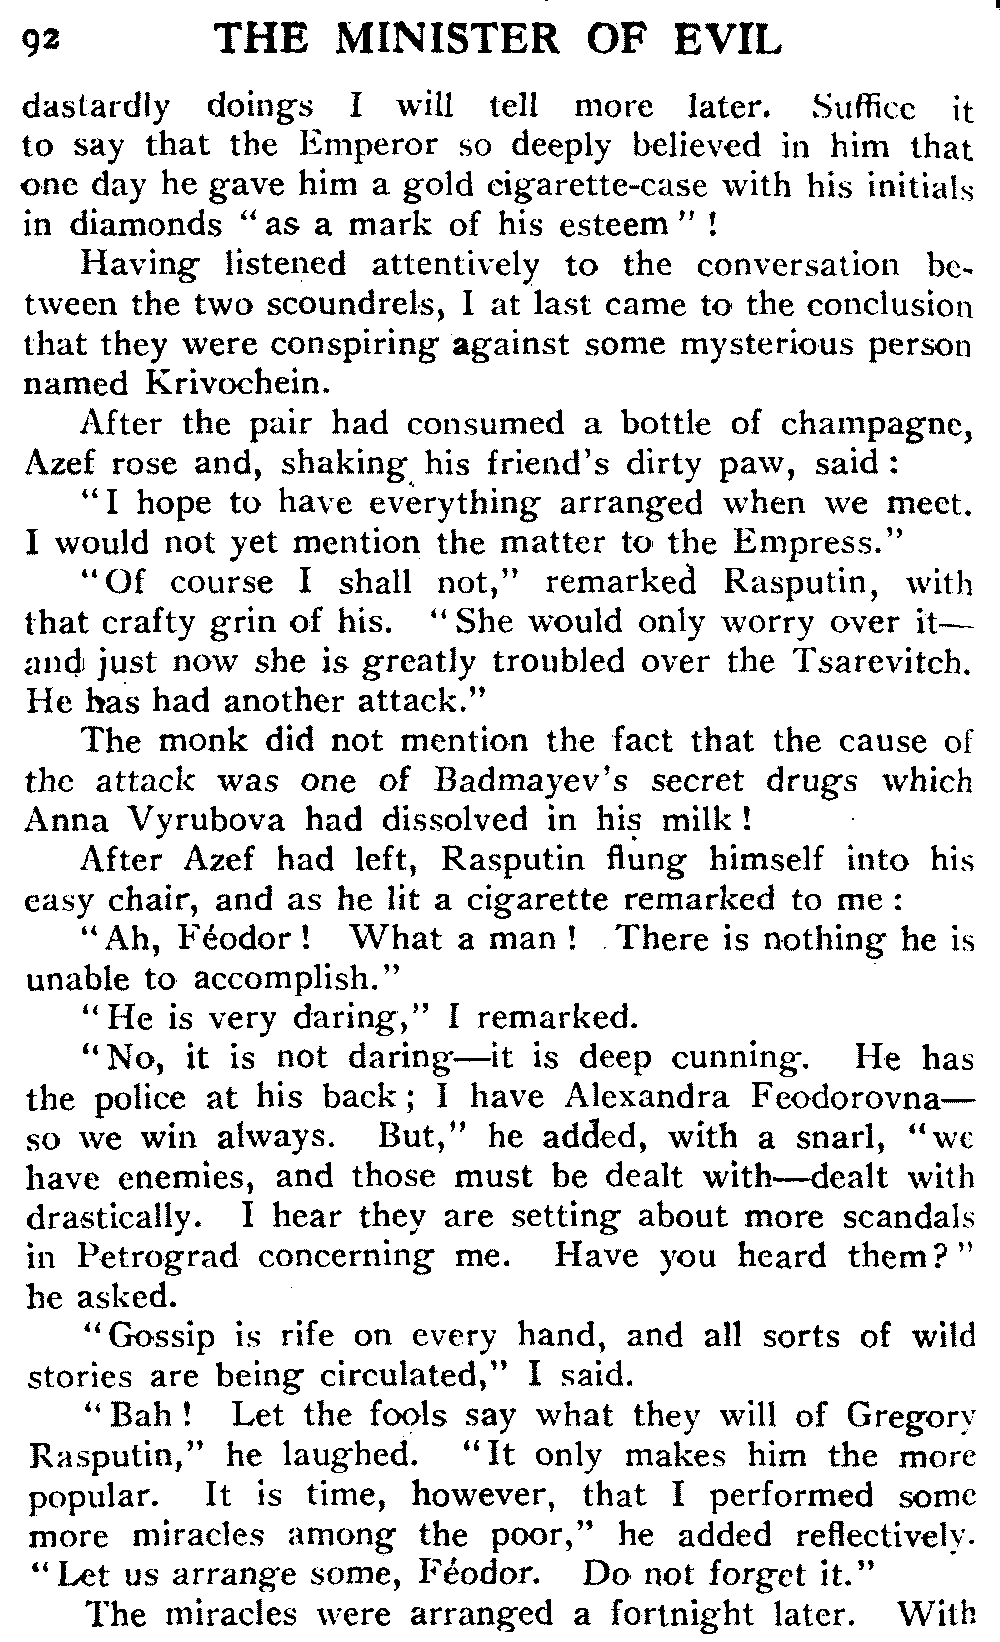 92 THE MINISTER OF EVIL
dastardly doings I will tell more later. Suffice it
to say that the Emperor so deeply believed in him that
one day he gave him a gold cigarette-case with his initials
in diamonds “as a mark of his esteem” !
Having listened attentively to the conversation be-
tween the two scoundrels, I at last came to the conclusion
that they were conspiring against some mysterious person
named Krivochein.
After the pair had consumed a bottle of champagne,
Azef rose and, shaking his friend's dirty paw, said :
“I hope to have everything arranged when we meet.
I would not yet mention the matter to the Empress.”
“Of course I shall not,” remarked Rasputin, with
that crafty grin of his. “She would only worry over it—
and just now she is greatly troubled over the Tsarevitch.
He has had another attack.”
The monk did not mention the fact that the cause of
the attack was one of Badmayev's secret drugs which
Anna Vyrubova had dissolved in his milk !
After Azef had left, Rasputin flung himself into his
easy chair, and as he lit a cigarette remarked to me :
“Ah, Féodor ! What a man ! There is nothing he is
unable to accomplish.”
“He is very daring,” I remarked.
“No, it is not daring—it is deep cunning. He has
the police at his back ; I have Alexandra Feodorovna—
so we win always. But,” he added, with a snarl, “we
have enemies, and those must be dealt with—dealt with
drastically. I hear they are setting about more scandals
in Petrograd concerning me. Have you heard them?”
he asked.
“Gossip is rife on every hand, and all sorts of wild
stories are being circulated,” I said.
“Bah ! Let the fools say what they will of Gregory
Rasputin,” he laughed. “It only makes him the more
popular. It is time, however, that I performed some
more miracles among the poor,” he added reflectively.
“Let us arrange some, Féodor. Do not forget it.”
The miracles were arranged a fortnight later. With